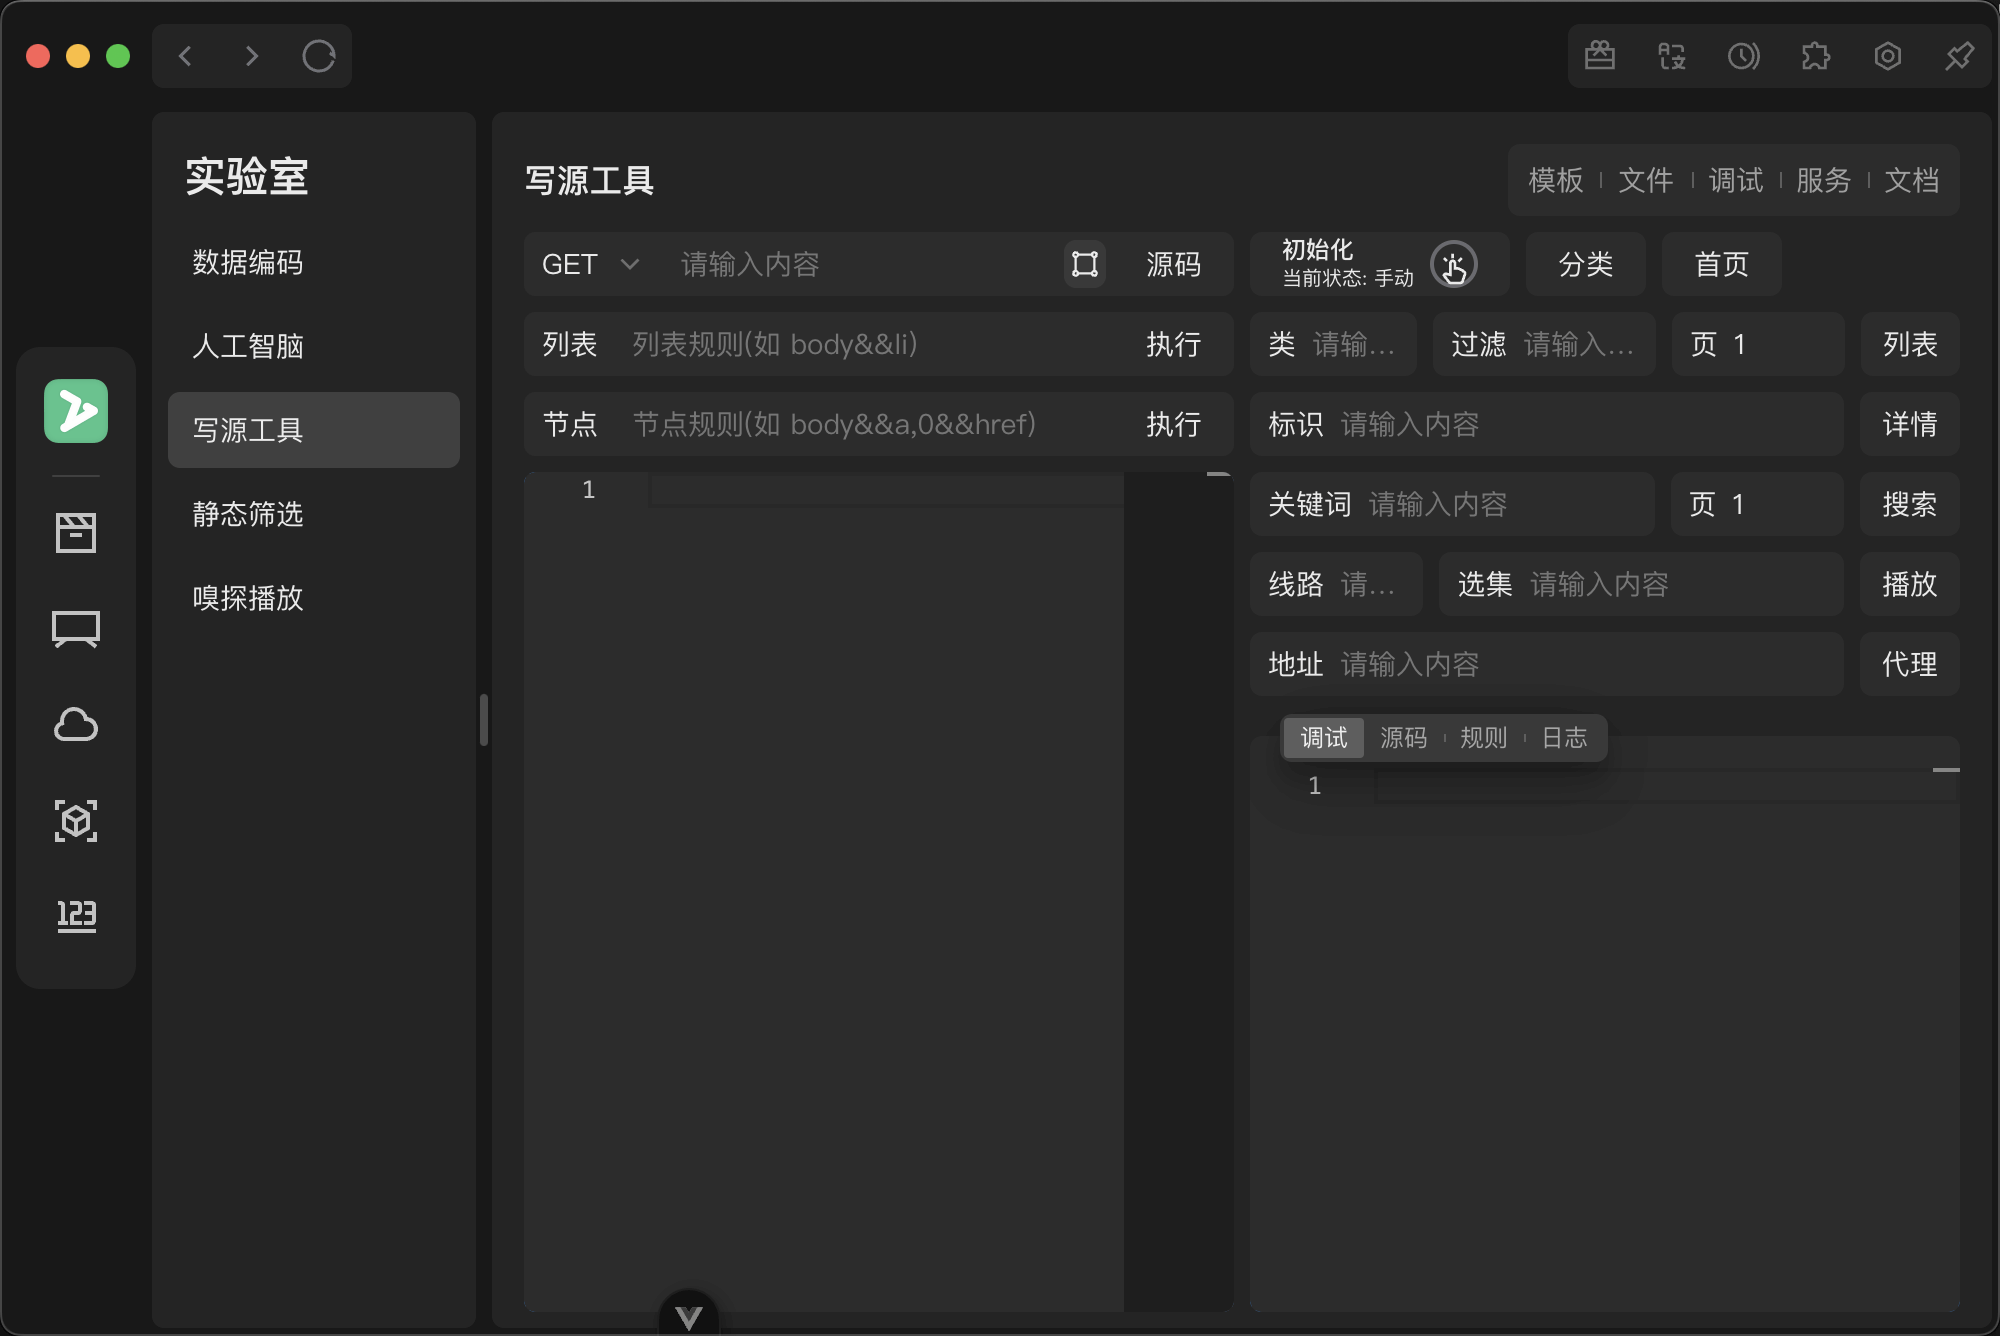 实验室
数据编码
人工智脑
写源工具
静态筛选
嗅探播放
123
写源工具
模板 文件 调试 服务 文档
GET 请输入内容 源码
列表 列表规则(如 body&&li) 执行
节点 节点规则(如 body&&a,0&&href) 执行
1
初始化
当前状态: 手动
分类 首页
类 请输... 过滤 请输入... 页 1 列表
标识 请输入内容 详情
关键词 请输入内容 页 1 搜索
线路 请... 选集 请输入内容 播放
地址 请输入内容 代理
调试 源码 规则 日志
1